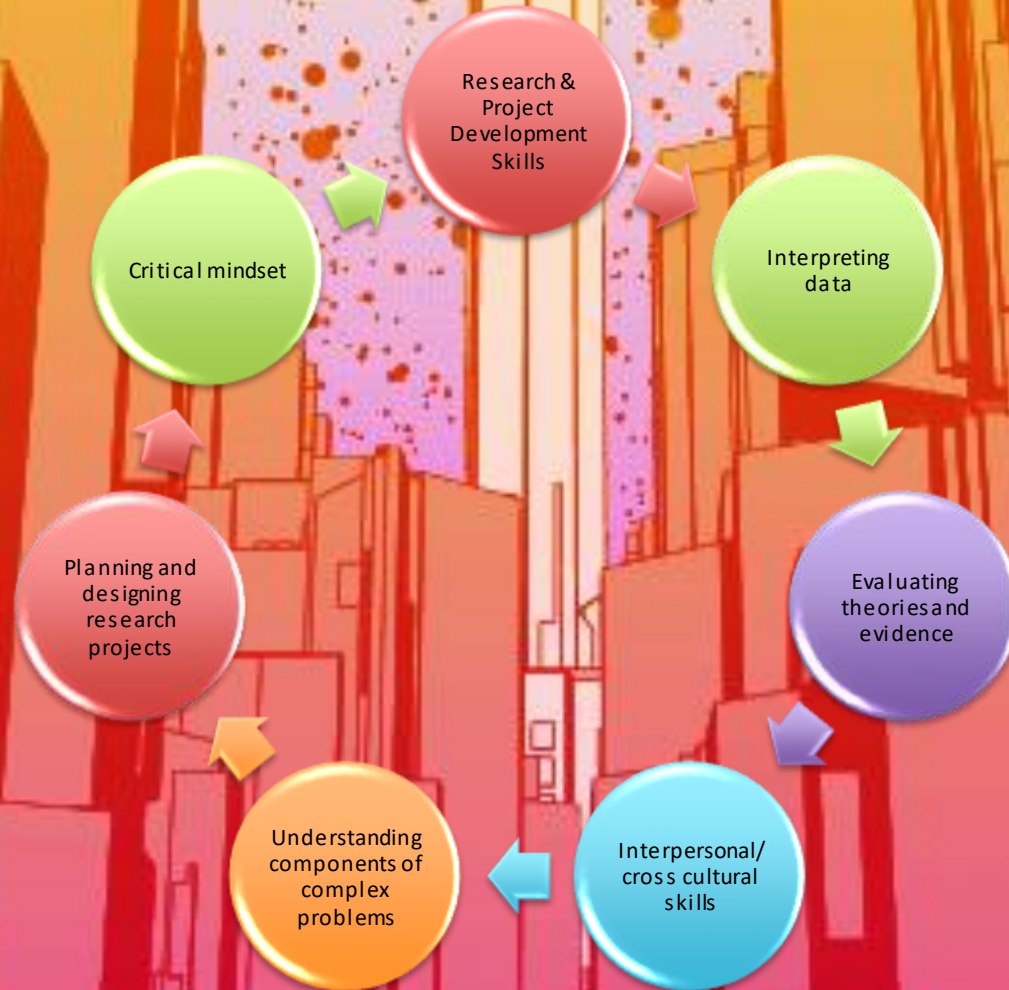 Research &
Project
Development
Skills
Interpreting
data
Evaluating
theories and
evidence
Interpersonal/
cross cultural
skills
Understanding
components of
complex
problems
Planning and
designing
research
projects
Critical mindset